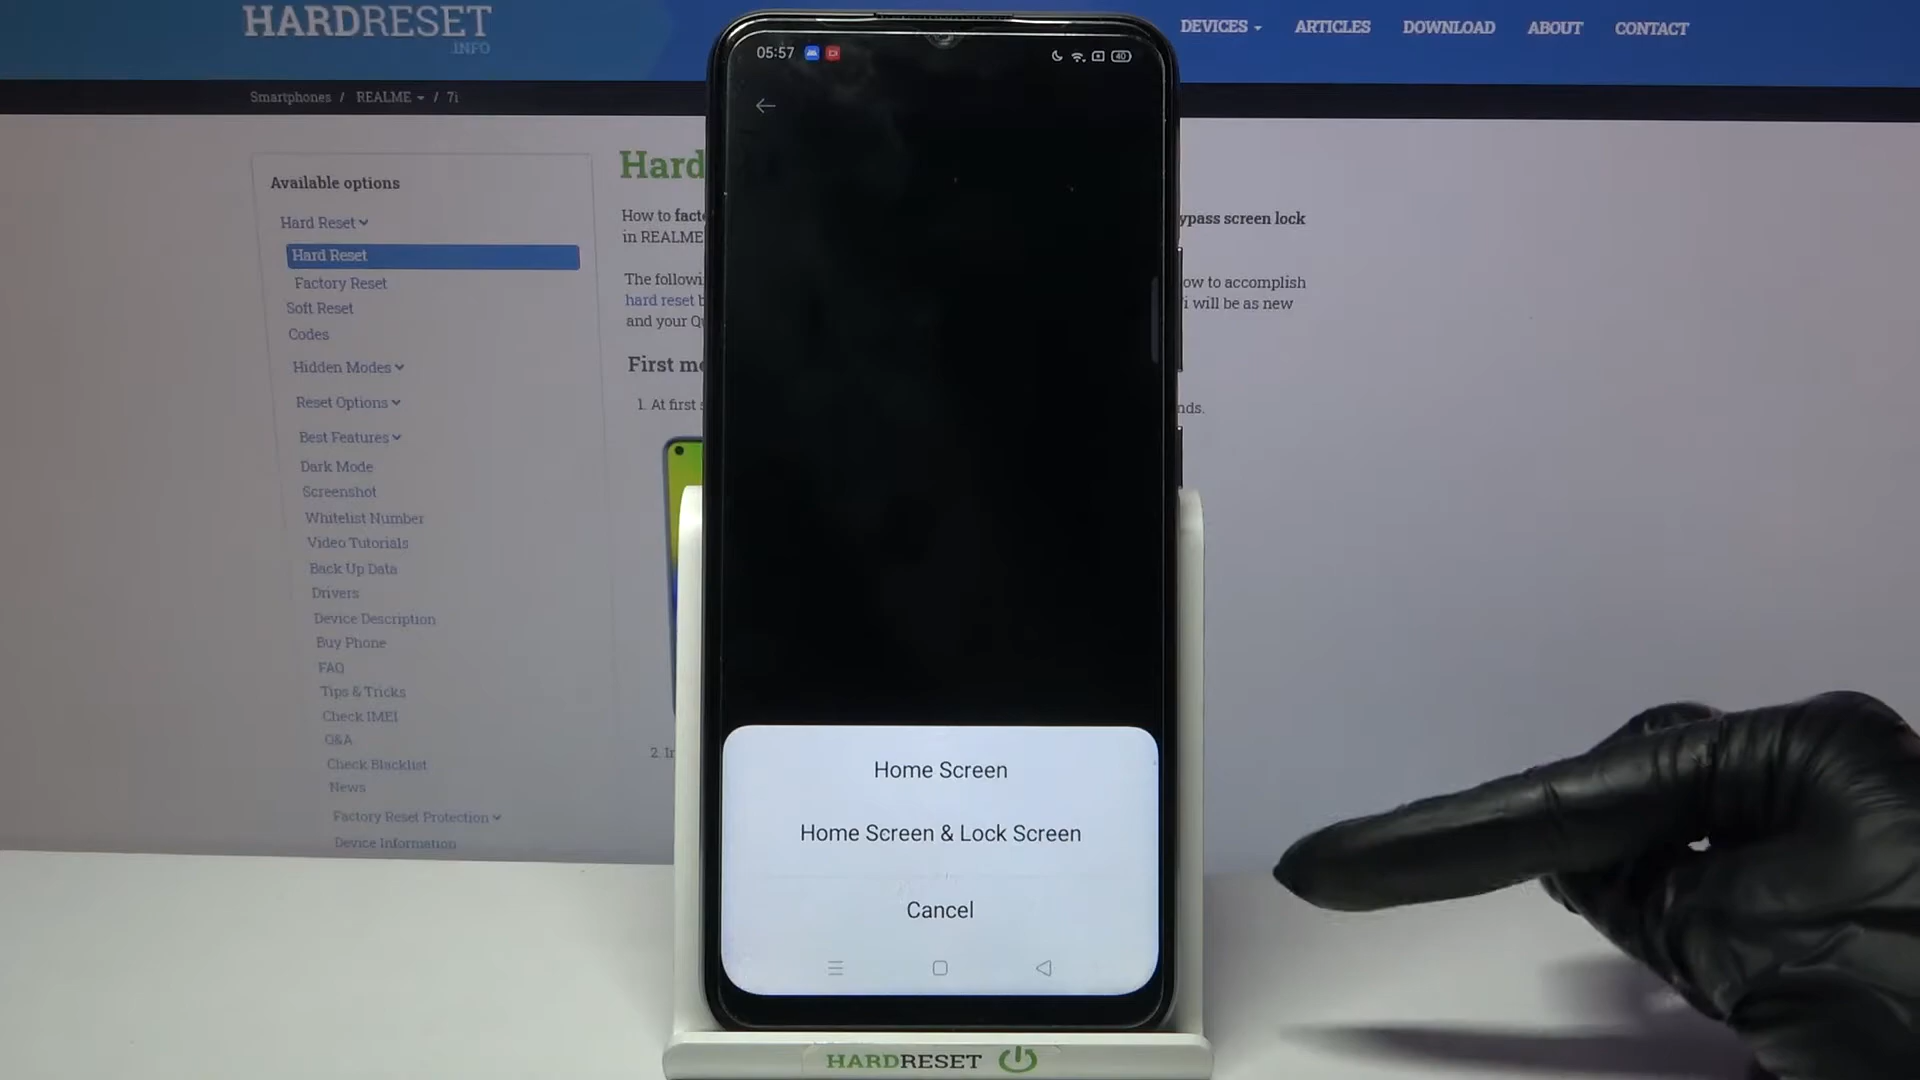 HARDRESET
.INFO
DEVICES
ARTICLES
DOWNLOAD
ABOUT
CONTACT
Smartphones / REALME / 7i
Available options
Hard Reset
Hard Reset
Factory Reset
Soft Reset
Codes
Hidden Modes
Reset Options
Best Features
Dark Mode
Screenshot
Whitelist Number
Video Tutorials
Back Up Data
Drivers
Device Description
Buy Phone
FAQ
Tips & Tricks
Check IMEI
Q&A
Check Blacklist
News
Factory Reset Protection
Device Information
Hard
How to
ypass screen lock
in REALME
The
ow to accomplish
hard reset
i will be as new
and your
First
1. At first
nds.
2.
05:57
40
Home Screen
Home Screen & Lock Screen
Cancel
HARDRESET